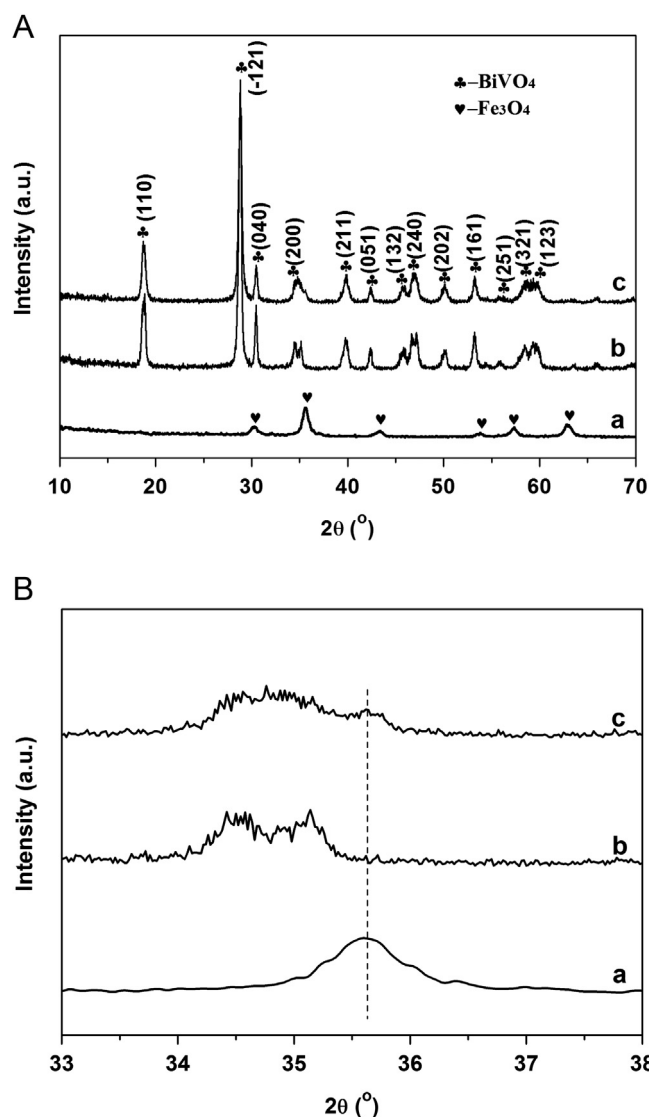 A
Intensity (a.u.)
♣–BiVO₄
♥–Fe₃O₄
(110)
(-121)
(040)
(200)
(211)
(051)
(132)
(240)
(202)
(161)
(251)
(321)
(123)
c
b
a
10 20 30 40 50 60 70
2θ (°)
B
Intensity (a.u.)
c
b
a
33 34 35 36 37 38
2θ (°)